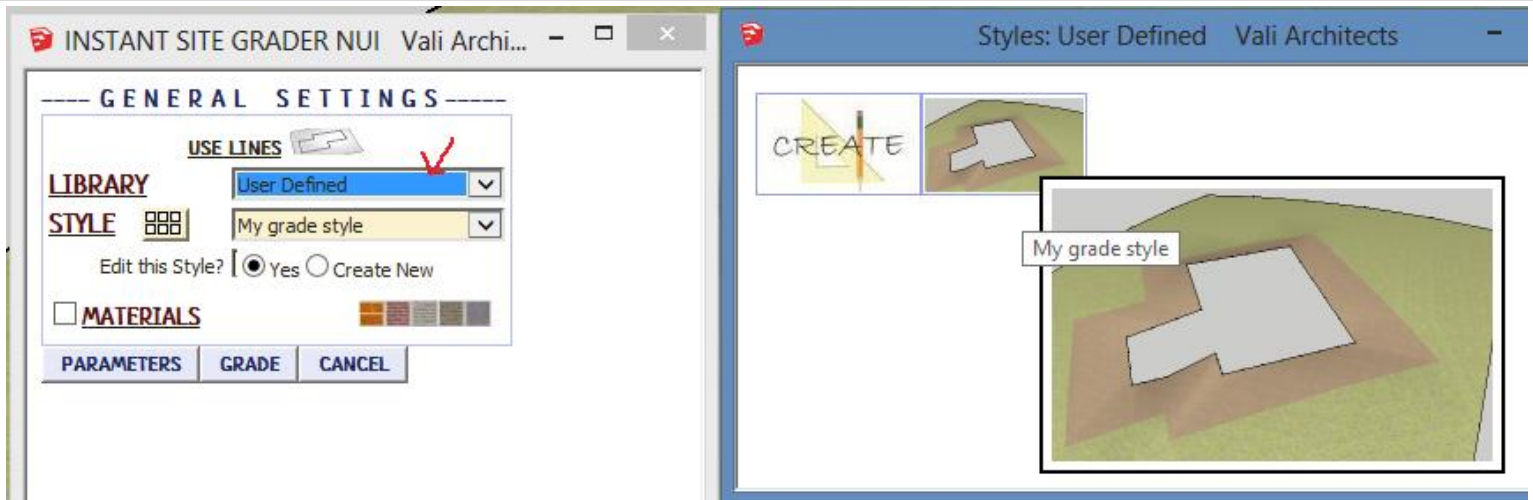 INSTANT SITE GRADER NUI Vali Archi...
---- GENERAL SETTINGS-----
USE LINES
LIBRARY User Defined
STYLE My grade style
Edit this Style? Yes Create New
MATERIALS
PARAMETERS GRADE CANCEL
Styles: User Defined Vali Architects
CREATE
My grade style